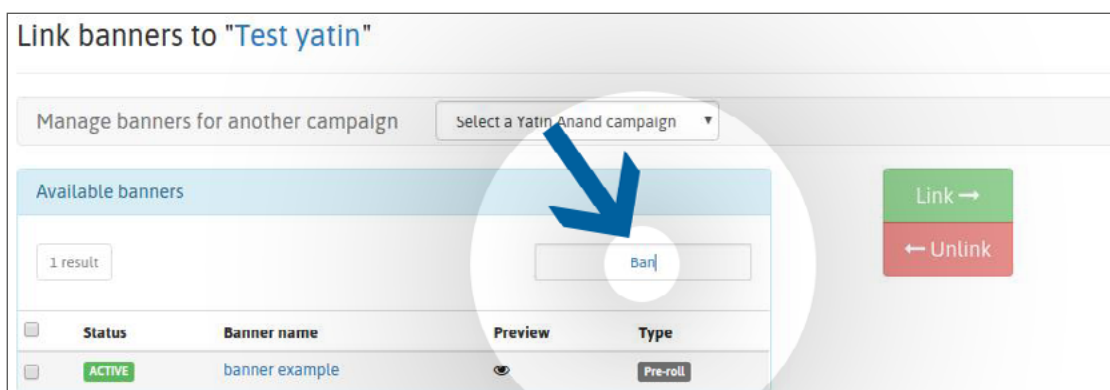 Link banners to "Test yatin"
Manage banners for another campaign
Select a Yatin Anand campaign
Available banners
Link →
← Unlink
1 result
Ban
Status Banner name Preview Type
ACTIVE banner example Pre-roll